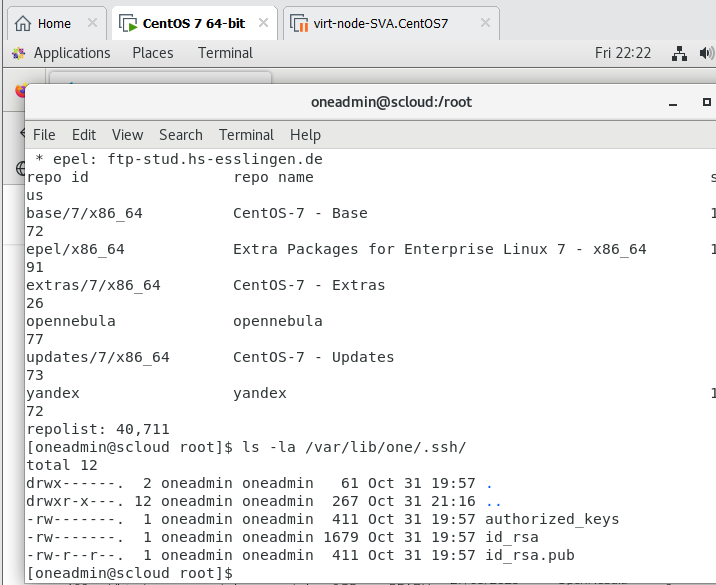 Home
CentOS 7 64-bit
virt-node-SVA.CentOS7
Applications Places Terminal Fri 22:22
oneadmin@scloud:/root
File Edit View Search Terminal Help
* epel: ftp-stud.hs-esslingen.de
repo id repo name s
us
base/7/x86_64 CentOS-7 - Base 1
72
epel/x86_64 Extra Packages for Enterprise Linux 7 - x86_64 1
91
extras/7/x86_64 CentOS-7 - Extras
26
opennebula opennebula
77
updates/7/x86_64 CentOS-7 - Updates
73
yandex yandex 1
72
repolist: 40,711
[oneadmin@scloud root]$ ls -la /var/lib/one/.ssh/
total 12
drwx------. 2 oneadmin oneadmin 61 Oct 31 19:57 .
drwxr-x---. 12 oneadmin oneadmin 267 Oct 31 21:16 ..
-rw-------. 1 oneadmin oneadmin 411 Oct 31 19:57 authorized_keys
-rw-------. 1 oneadmin oneadmin 1679 Oct 31 19:57 id_rsa
-rw-r--r--. 1 oneadmin oneadmin 411 Oct 31 19:57 id_rsa.pub
[oneadmin@scloud root]$